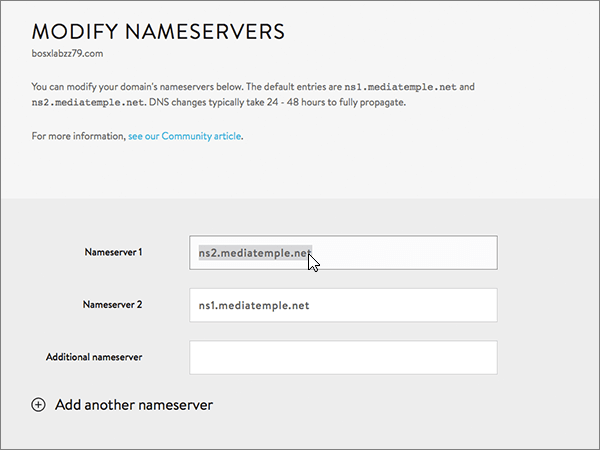 MODIFY NAMESERVERS
bosxlabzz79.com
You can modify your domain's nameservers below. The default entries are ns1.mediatemple.net and
ns2.mediatemple.net. DNS changes typically take 24 - 48 hours to fully propagate.
For more information, see our Community article.
Nameserver 1 ns2.mediatemple.net
Nameserver 2 ns1.mediatemple.net
Additional nameserver
Add another nameserver